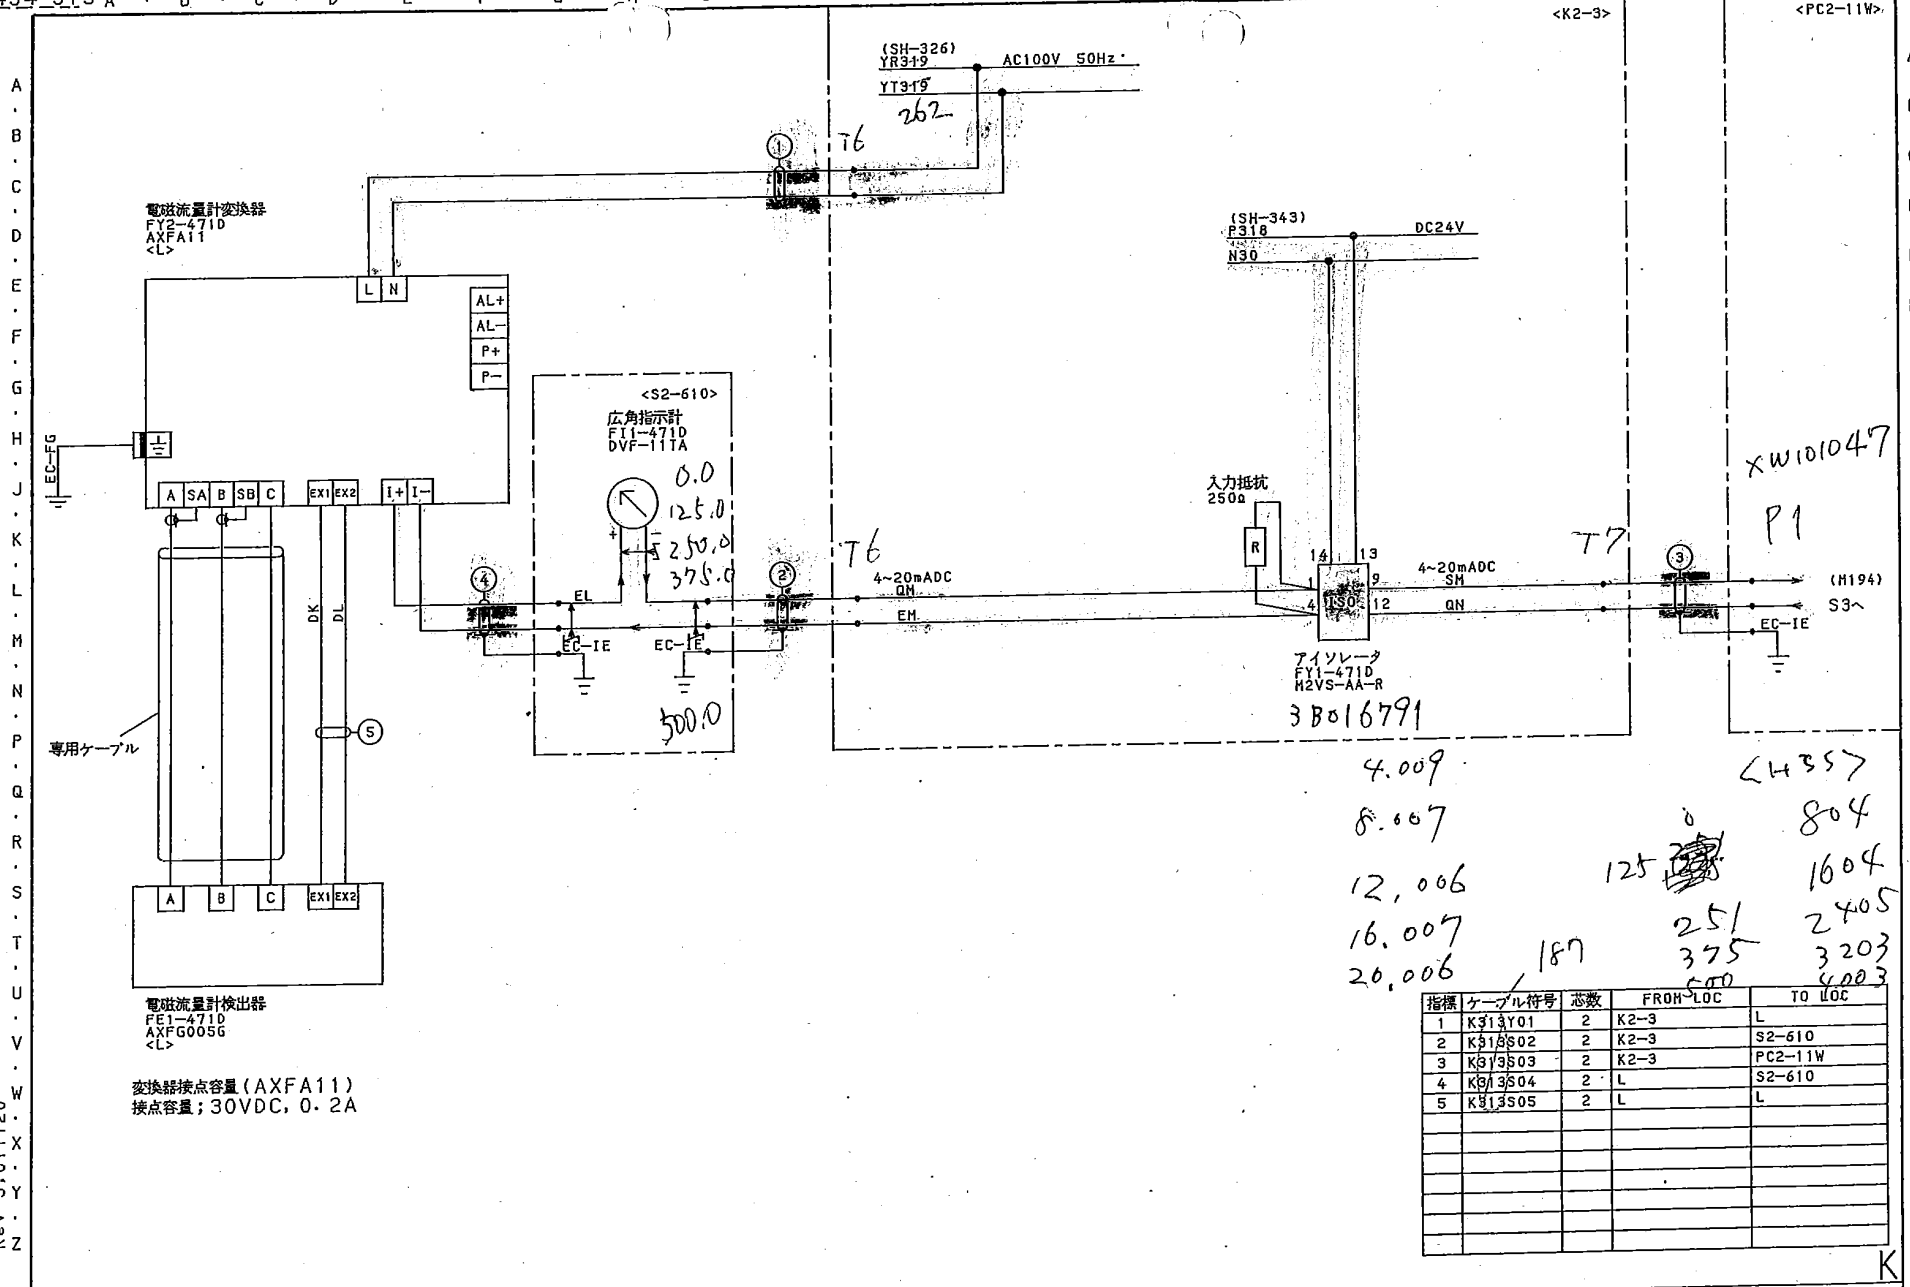 <K2-3>
<PC2-11W>
(SH-326)
YR319
AC100V 50Hz
YT319
262
T6
1
電磁流量計変換器
FY2-471D
AXFA11
<L>
(SH-343)
P318
DC24V
N30
L N
AL+
AL-
P+
P-
<S2-610>
広角指示計
FI1-471D
DVF-11TA
0.0
125.0
250.0
375.0
500.0
EC-FG
A SA B SB C EX1 EX2 I+ I-
入力抵抗
250Ω
R
XW101047
P1
T6
T7
4
2
3
EL
4~20mADC
QM
EM
14 13
1 9
4 12
ISO
4~20mADC
SM
QN
(M194)
S3へ
EC-IE
EC-IE
EC-IE
DK
DL
アイソレータ
FY1-471D
M2VS-AA-R
3B016791
専用ケーブル
5
4.009
8.007
12.006
16.007
20.006
187
0
125
251
375
500
<H35>
804
1604
2405
3203
4003
A B C EX1 EX2
電磁流量計検出器
FE1-471D
AXFG005G
<L>
変換器接点容量(AXFA11)
接点容量;30VDC, 0.2A
指標 ケーブル符号 芯数 FROM LOC TO LOC
1 K313Y01 2 K2-3 L
2 K313S02 2 K2-3 S2-610
3 K313S03 2 K2-3 PC2-11W
4 K313S04 2 L S2-610
5 K313S05 2 L L
A
B
C
D
E
F
G
H
J
K
L
M
N
P
Q
R
S
T
U
V
W
X
Y
Z
K